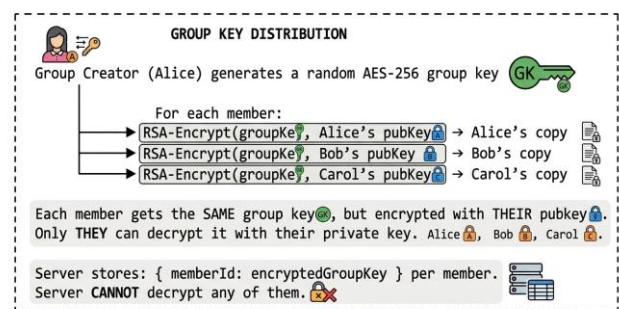 GROUP KEY DISTRIBUTION
A
Group Creator (Alice) generates a random AES-256 group key GK
GK
For each member:
RSA-Encrypt(groupKey, Alice's pubKey A → Alice's copy
RSA-Encrypt(groupKey, Bob's pubKey B → Bob's copy
RSA-Encrypt(groupKey, Carol's pubKey C → Carol's copy
Each member gets the SAME group key GK, but encrypted with THEIR pubkey.
Only THEY can decrypt it with their private key. Alice A, Bob B, Carol C.
Server stores: { memberId: encryptedGroupKey } per member.
Server CANNOT decrypt any of them.